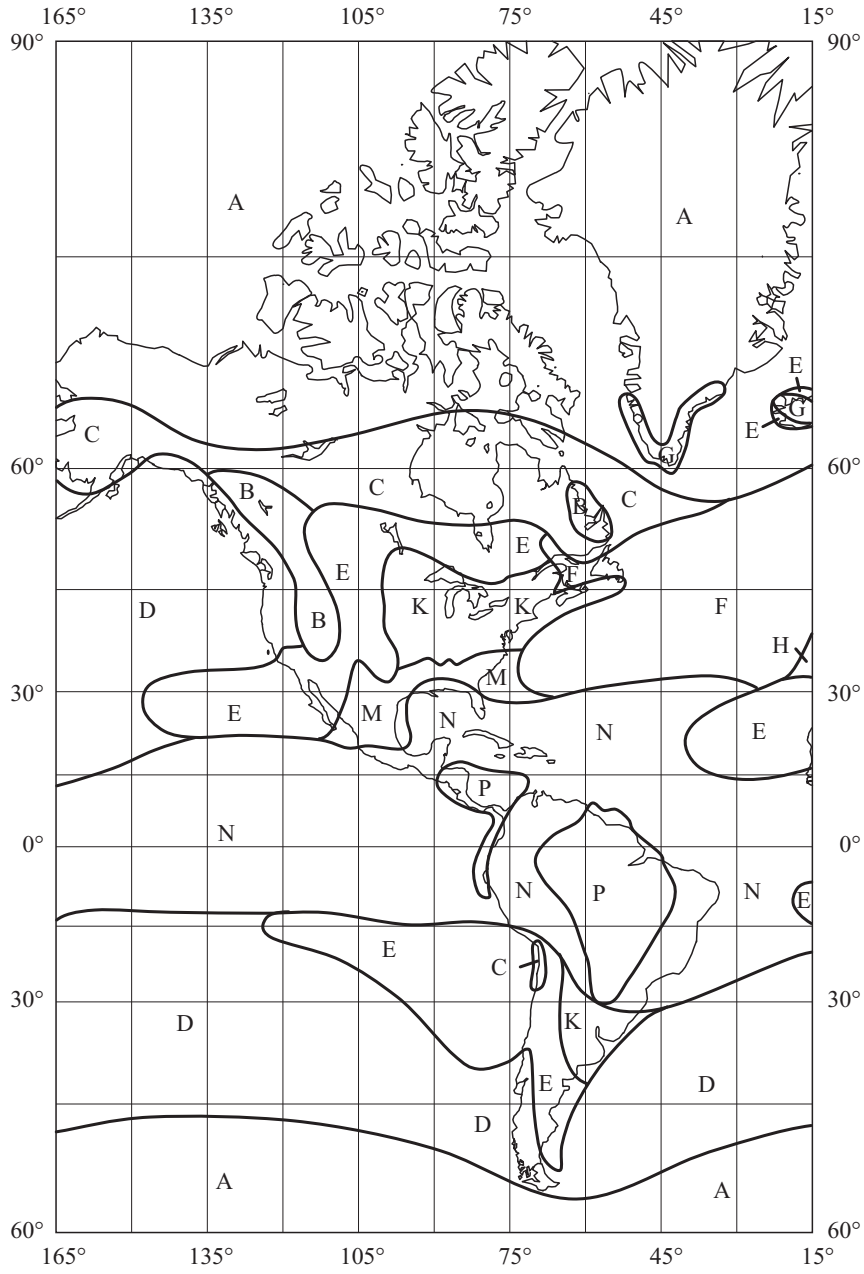 165° 135° 105° 75° 45° 15°
90° 90°
A
A
E
C G
E
60° G 60°
B C B C
E
E F
D B K K F
H
30° M 30°
E M N N E
P
0° N 0°
N P N E
E
C
30° 30°
D K
E D
D
A A
60° 60°
165° 135° 105° 75° 45° 15°